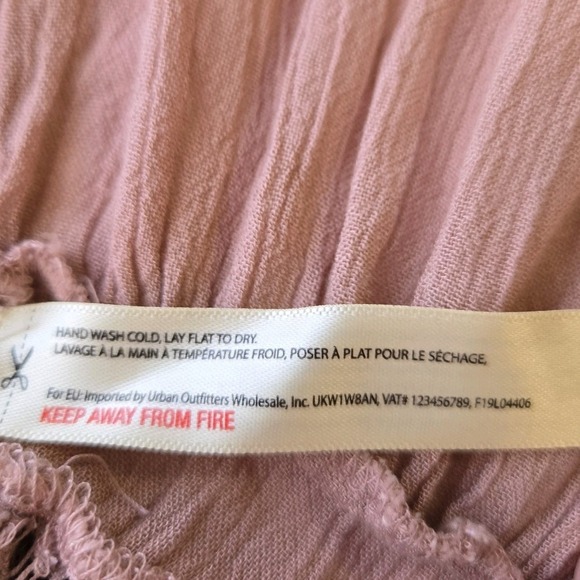 HAND WASH COLD, LAY FLAT TO DRY.
LAVAGE À LA MAIN À TEMPÉRATURE FROID, POSER À PLAT POUR LE SÉCHAGE,
For EU: Imported by Urban Outfitters Wholesale, Inc. UKW1W8AN, VAT# 123456789, F19L04406
KEEP AWAY FROM FIRE